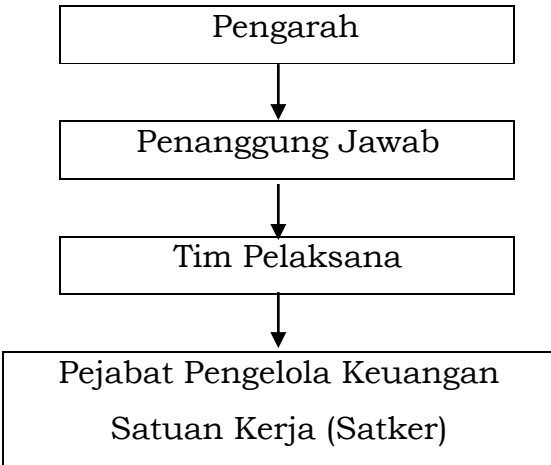 Pengarah
Penanggung Jawab
Tim Pelaksana
Pejabat Pengelola Keuangan
Satuan Kerja (Satker)